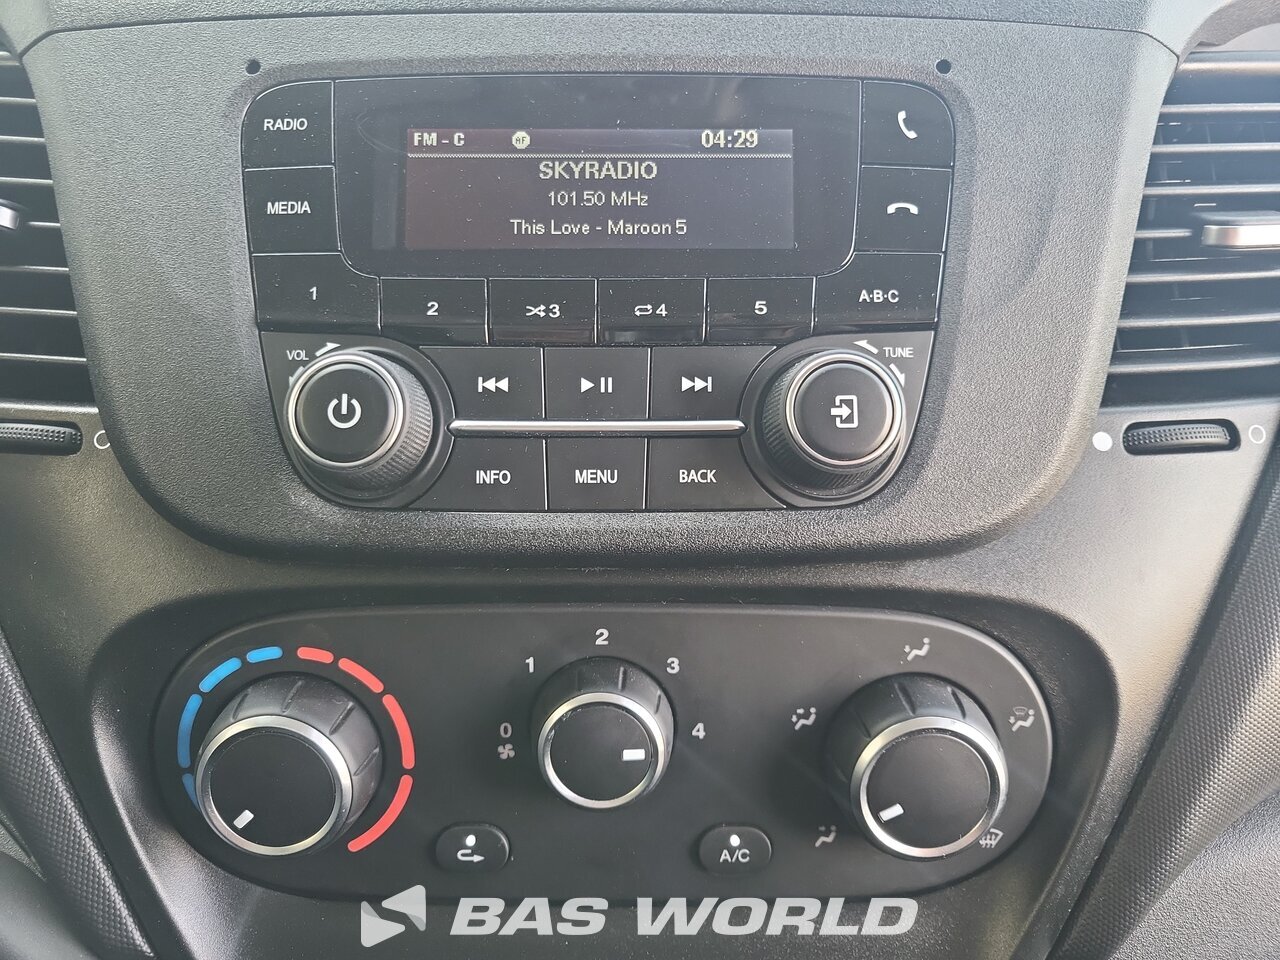 RADIO
FM - C AF 04:29
SKYRADIO
101.50 MHz
This Love - Maroon 5
MEDIA
1 2 3 4 5 A·B·C
VOL TUNE
INFO MENU BACK
0 1 2 3 4
A/C
BAS WORLD